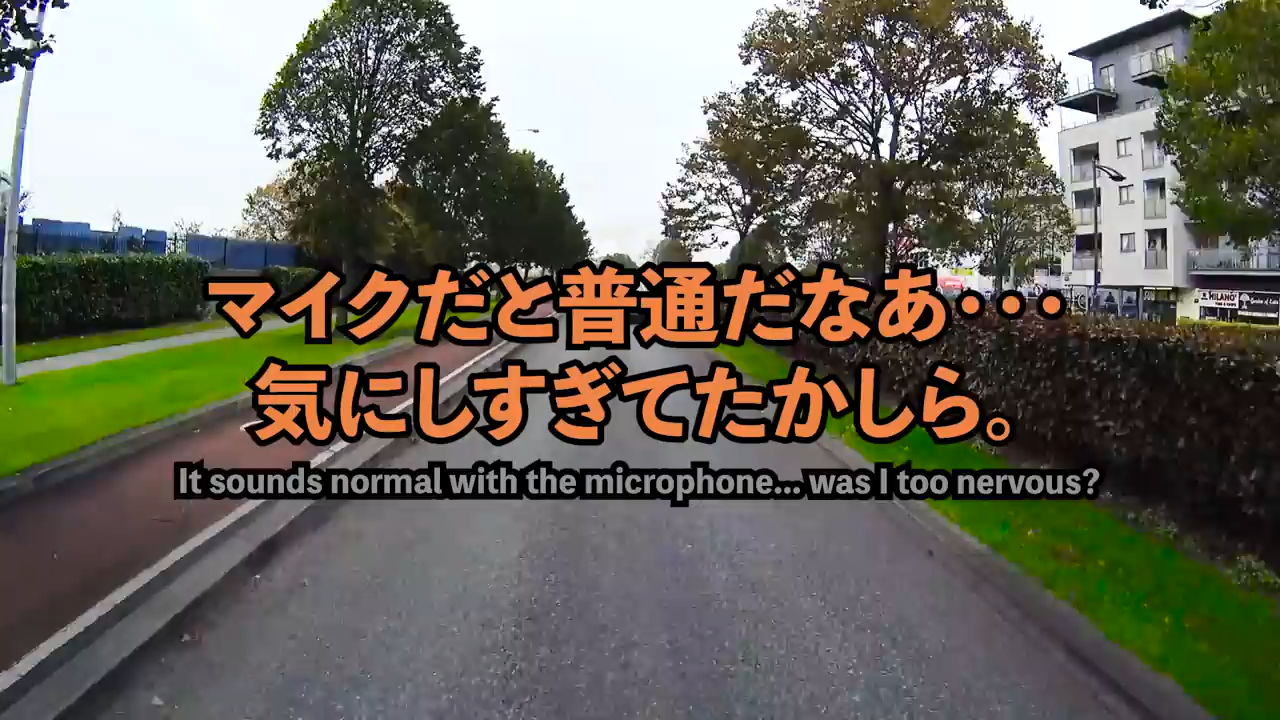 マイクだと普通だなあ･･･
気にしすぎてたかしら。
It sounds normal with the microphone... was I too nervous?
MILANO